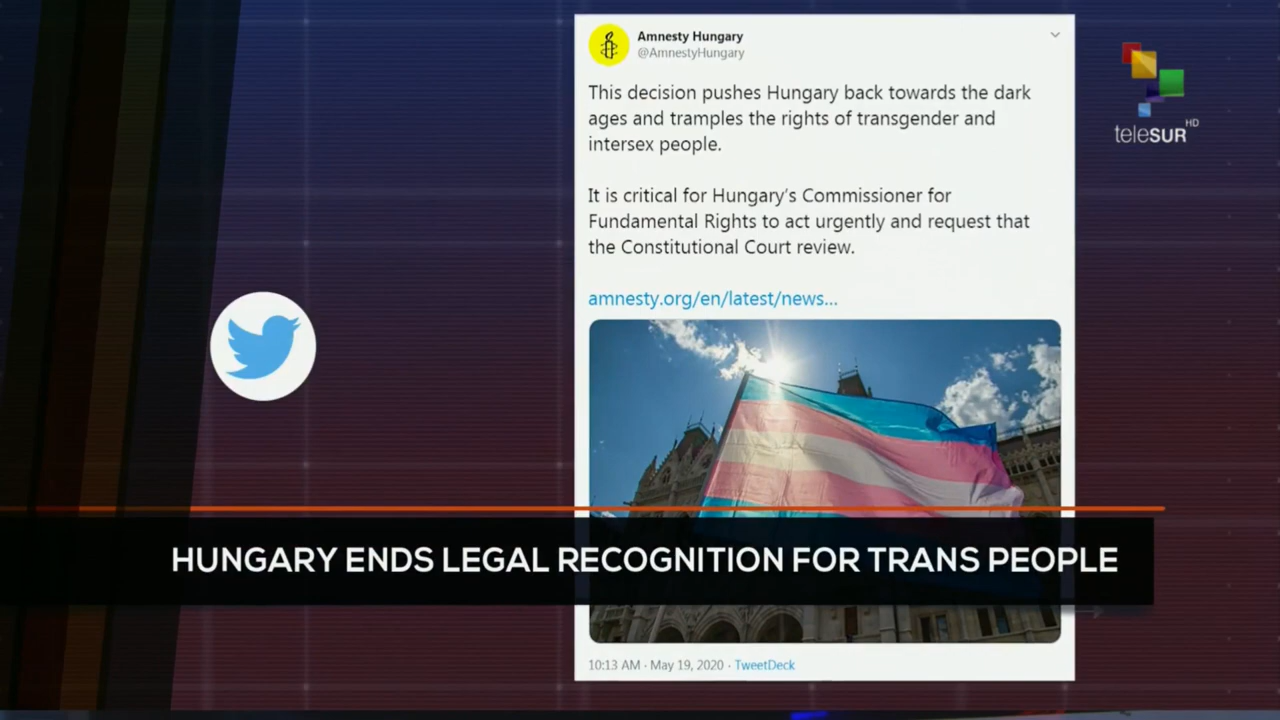 Amnesty Hungary
@AmnestyHungary
This decision pushes Hungary back towards the dark
ages and tramples the rights of transgender and
intersex people.
It is critical for Hungary's Commissioner for
Fundamental Rights to act urgently and request that
the Constitutional Court review.
amnesty.org/en/latest/news...
10:13 AM · May 19, 2020 · TweetDeck
teleSUR HD
HUNGARY ENDS LEGAL RECOGNITION FOR TRANS PEOPLE